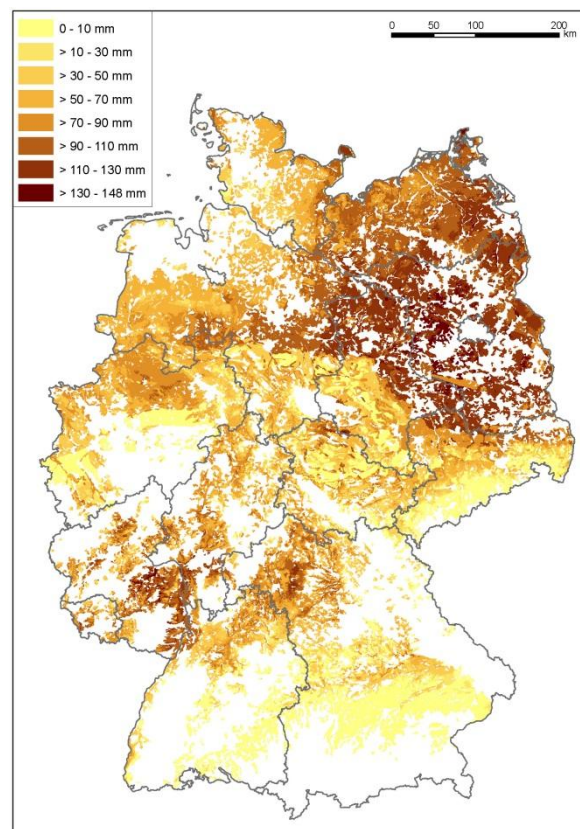 0 - 10 mm
> 10 - 30 mm
> 30 - 50 mm
> 50 - 70 mm
> 70 - 90 mm
> 90 - 110 mm
> 110 - 130 mm
> 130 - 148 mm
0 50 100 200
km